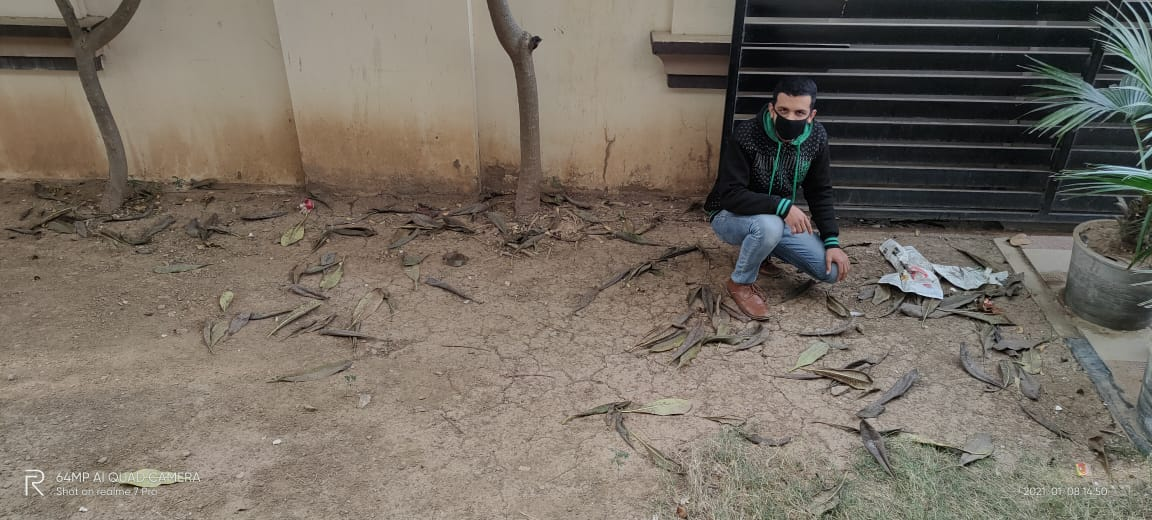 R
64MP AI QUAD CAMERA
Shot on realme 7 Pro
2021. 01. 08 14:50